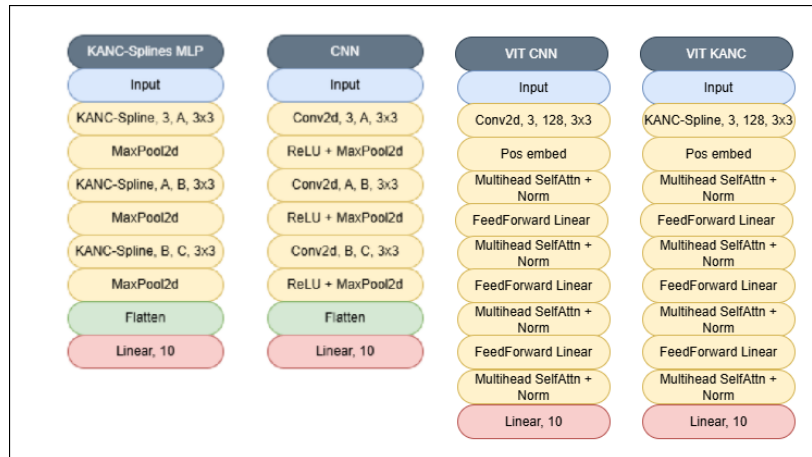 KANC-Splines MLP
Input
KANC-Spline, 3, A, 3x3
MaxPool2d
KANC-Spline, A, B, 3x3
MaxPool2d
KANC-Spline, B, C, 3x3
MaxPool2d
Flatten
Linear, 10
CNN
Input
Conv2d, 3, A, 3x3
ReLU + MaxPool2d
Conv2d, A, B, 3x3
ReLU + MaxPool2d
Conv2d, B, C, 3x3
ReLU + MaxPool2d
Flatten
Linear, 10
VIT CNN
Input
Conv2d, 3, 128, 3x3
Pos embed
Multihead SelfAttn +
Norm
FeedForward Linear
Multihead SelfAttn +
Norm
FeedForward Linear
Multihead SelfAttn +
Norm
FeedForward Linear
Multihead SelfAttn +
Norm
Linear, 10
VIT KANC
Input
KANC-Spline, 3, 128, 3x3
Pos embed
Multihead SelfAttn +
Norm
FeedForward Linear
Multihead SelfAttn +
Norm
FeedForward Linear
Multihead SelfAttn +
Norm
FeedForward Linear
Multihead SelfAttn +
Norm
Linear, 10